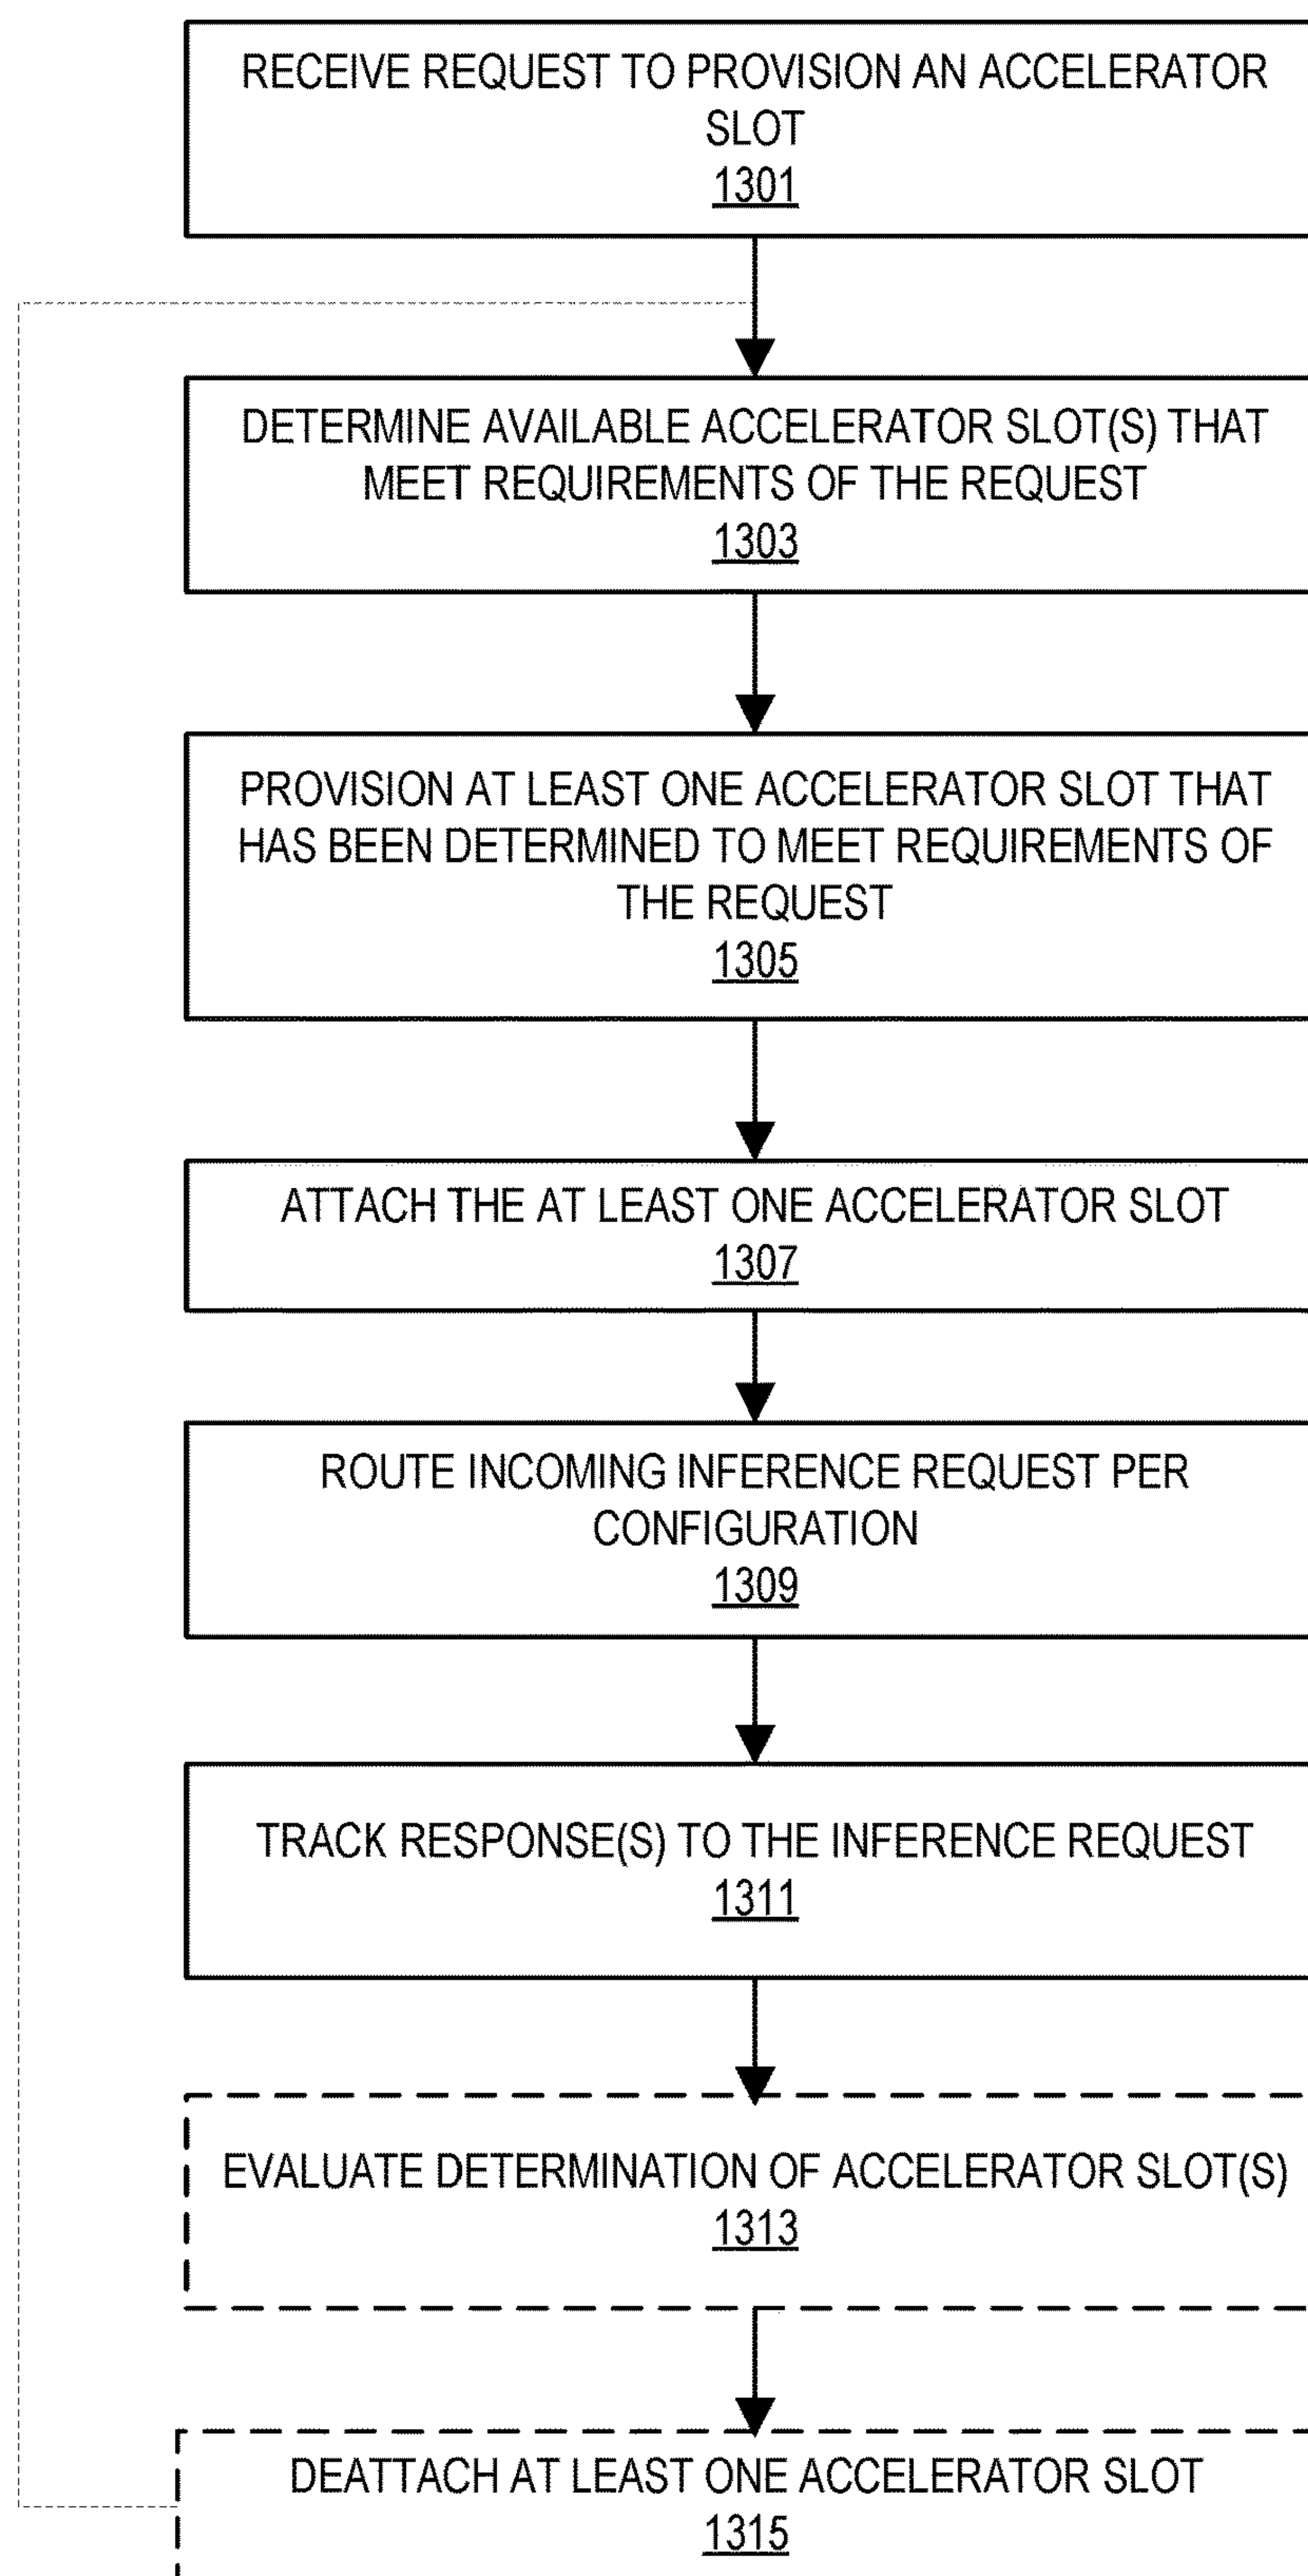 RECEIVE REQUEST TO PROVISION AN ACCELERATOR
SLOT
1301
DETERMINE AVAILABLE ACCELERATOR SLOT(S) THAT
MEET REQUIREMENTS OF THE REQUEST
1303
PROVISION AT LEAST ONE ACCELERATOR SLOT THAT
HAS BEEN DETERMINED TO MEET REQUIREMENTS OF
THE REQUEST
1305
ATTACH THE AT LEAST ONE ACCELERATOR SLOT
1307
ROUTE INCOMING INFERENCE REQUEST PER
CONFIGURATION
1309
TRACK RESPONSE(S) TO THE INFERENCE REQUEST
1311
EVALUATE DETERMINATION OF ACCELERATOR SLOT(S)
1313
DEATTACH AT LEAST ONE ACCELERATOR SLOT
1315